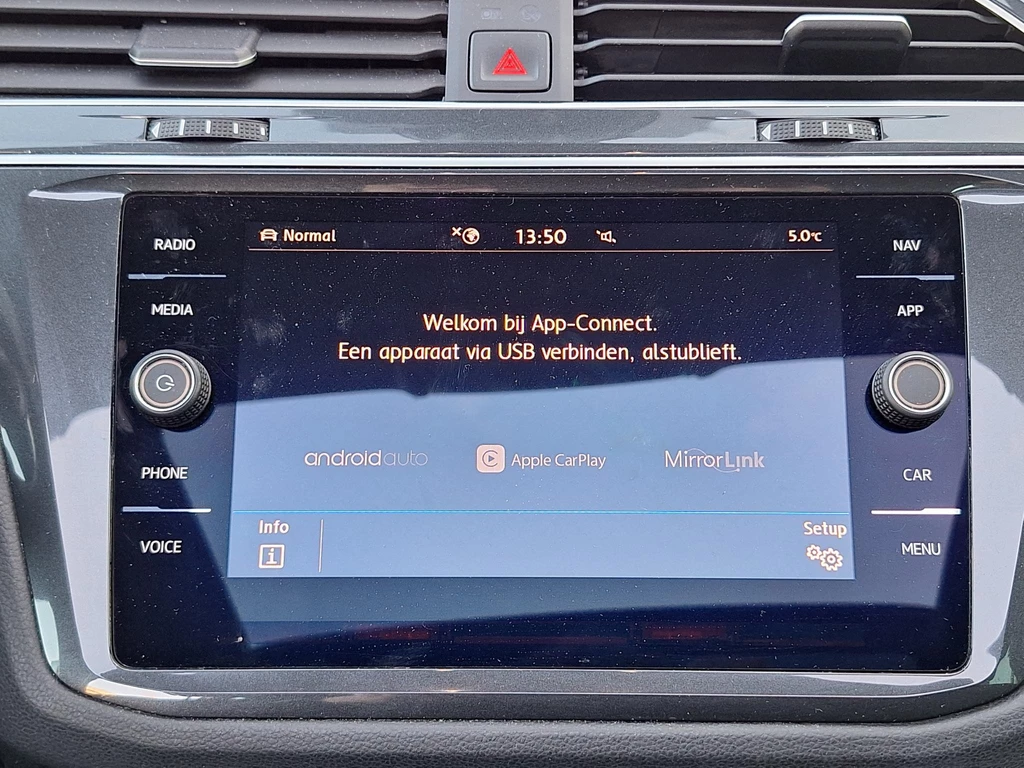 RADIO
MEDIA
PHONE
VOICE
Normal
13:50
5.0°C
Welkom bij App-Connect.
Een apparaat via USB verbinden, alstublieft.
androidauto
Apple CarPlay
MirrorLink
Info
i
Setup
NAV
APP
CAR
MENU